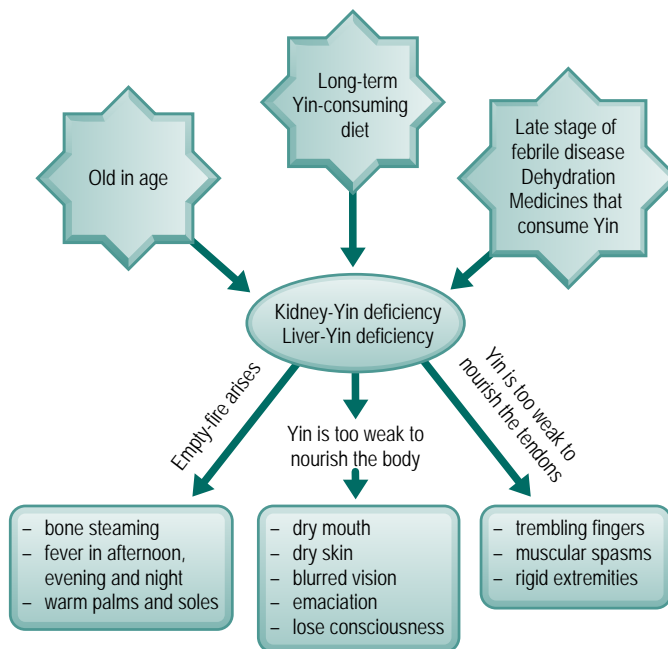 Long-term
Yin-consuming
diet
Old in age
Late stage of
febrile disease
Dehydration
Medicines that
consume Yin
Kidney-Yin deficiency
Liver-Yin deficiency
Empty-fire arises
Yin is too weak to
nourish the body
Yin is too weak to
nourish the tendons
– bone steaming
– fever in afternoon,
evening and night
– warm palms and soles
– dry mouth
– dry skin
– blurred vision
– emaciation
– lose consciousness
– trembling fingers
– muscular spasms
– rigid extremities